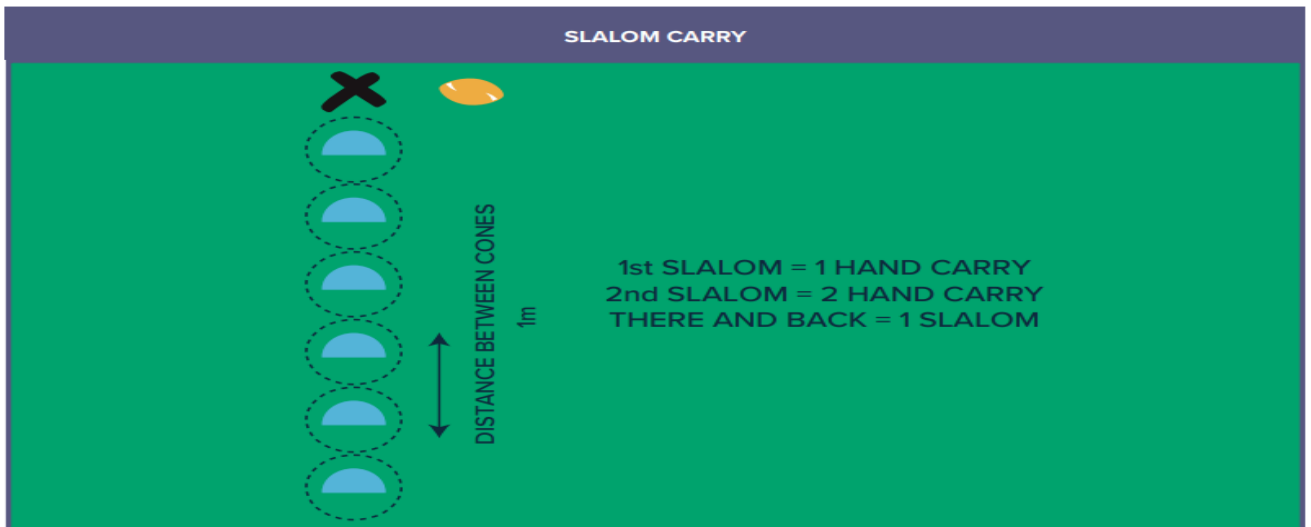 SLALOM CARRY
DISTANCE BETWEEN CONES
1m
1st SLALOM = 1 HAND CARRY
2nd SLALOM = 2 HAND CARRY
THERE AND BACK = 1 SLALOM